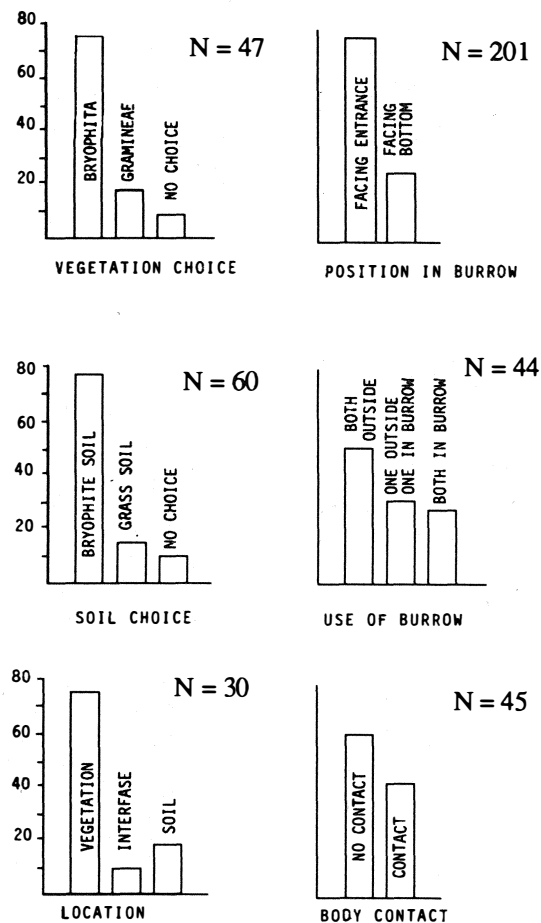 80
60
40
20
N = 47
BRYOPHITA
GRAMINEAE
NO CHOICE
VEGETATION CHOICE
N = 201
FACING ENTRANCE
FACING
BOTTOM
POSITION IN BURROW
80
60
40
20
N = 60
BRYOPHITE SOIL
GRASS SOIL
NO CHOICE
SOIL CHOICE
N = 44
BOTH
OUTSIDE
ONE OUTSIDE
ONE IN BURROW
BOTH IN BURROW
USE OF BURROW
80
60
40
20
N = 30
VEGETATION
INTERFASE
SOIL
LOCATION
N = 45
NO CONTACT
CONTACT
BODY CONTACT